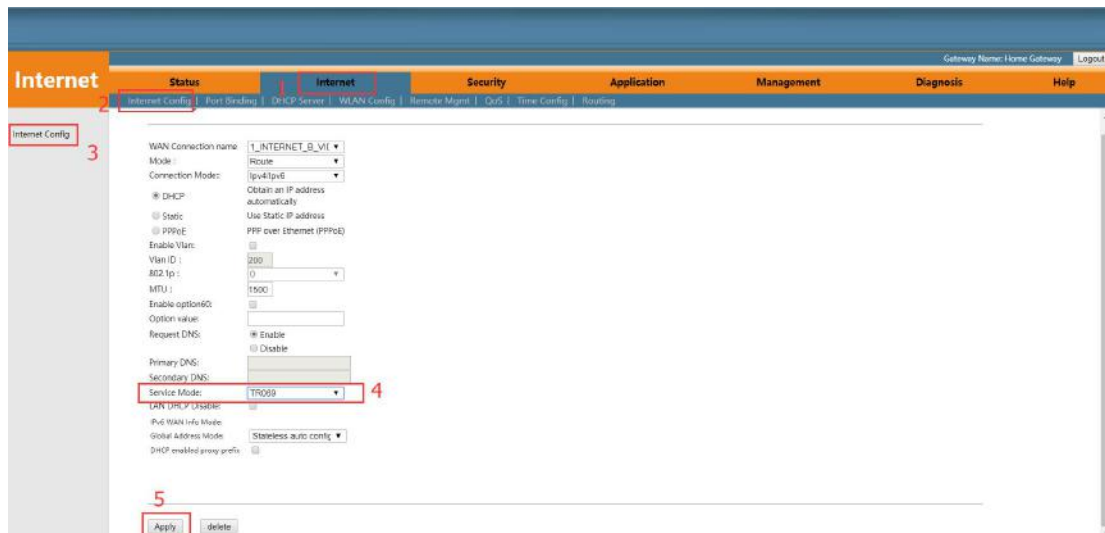 Gateway Name: Home Gateway Logout
Internet
Status Internet Security Application Management Diagnosis Help
1
2 Internet Config | Port Binding | DHCP Server | WLAN Config | Remote Mgmt | QoS | Time Config | Routing
Internet Config
3
WAN Connection name 1_INTERNET_B_VI
Mode : Route
Connection Mode: Ipv4/Ipv6
DHCP Obtain an IP address
automatically
Static Use Static IP address
PPPoE PPP over Ethernet (PPPoE)
Enable Vlan:
Vlan ID : 200
802.1p : 0
MTU : 1500
Enable option60:
Option value:
Request DNS: Enable
Disable
Primary DNS:
Secondary DNS:
Service Mode: TR069 4
LAN DHCP Disable:
IPv6 WAN Info Mode:
Global Address Mode: Stateless auto config
DHCP enabled proxy prefix
5
Apply delete